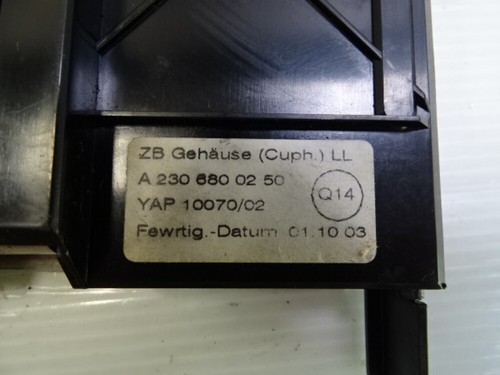 ZB Gehäuse (Cuph.) LL
A 230 680 02 50
YAP 10070/02
Q14
Fewrtig.-Datum 01.10 03